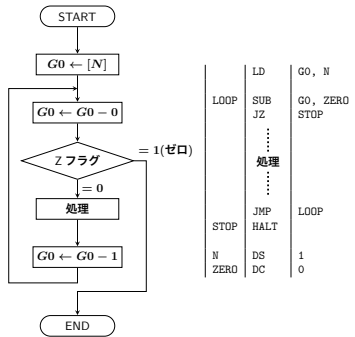 START
G0 ← [N]
G0 ← G0 − 0
Z フラグ
= 1(ゼロ)
= 0
処理
G0 ← G0 − 1
END
LD G0, N
LOOP SUB G0, ZERO
JZ STOP
処理
JMP LOOP
STOP HALT
N DS 1
ZERO DC 0